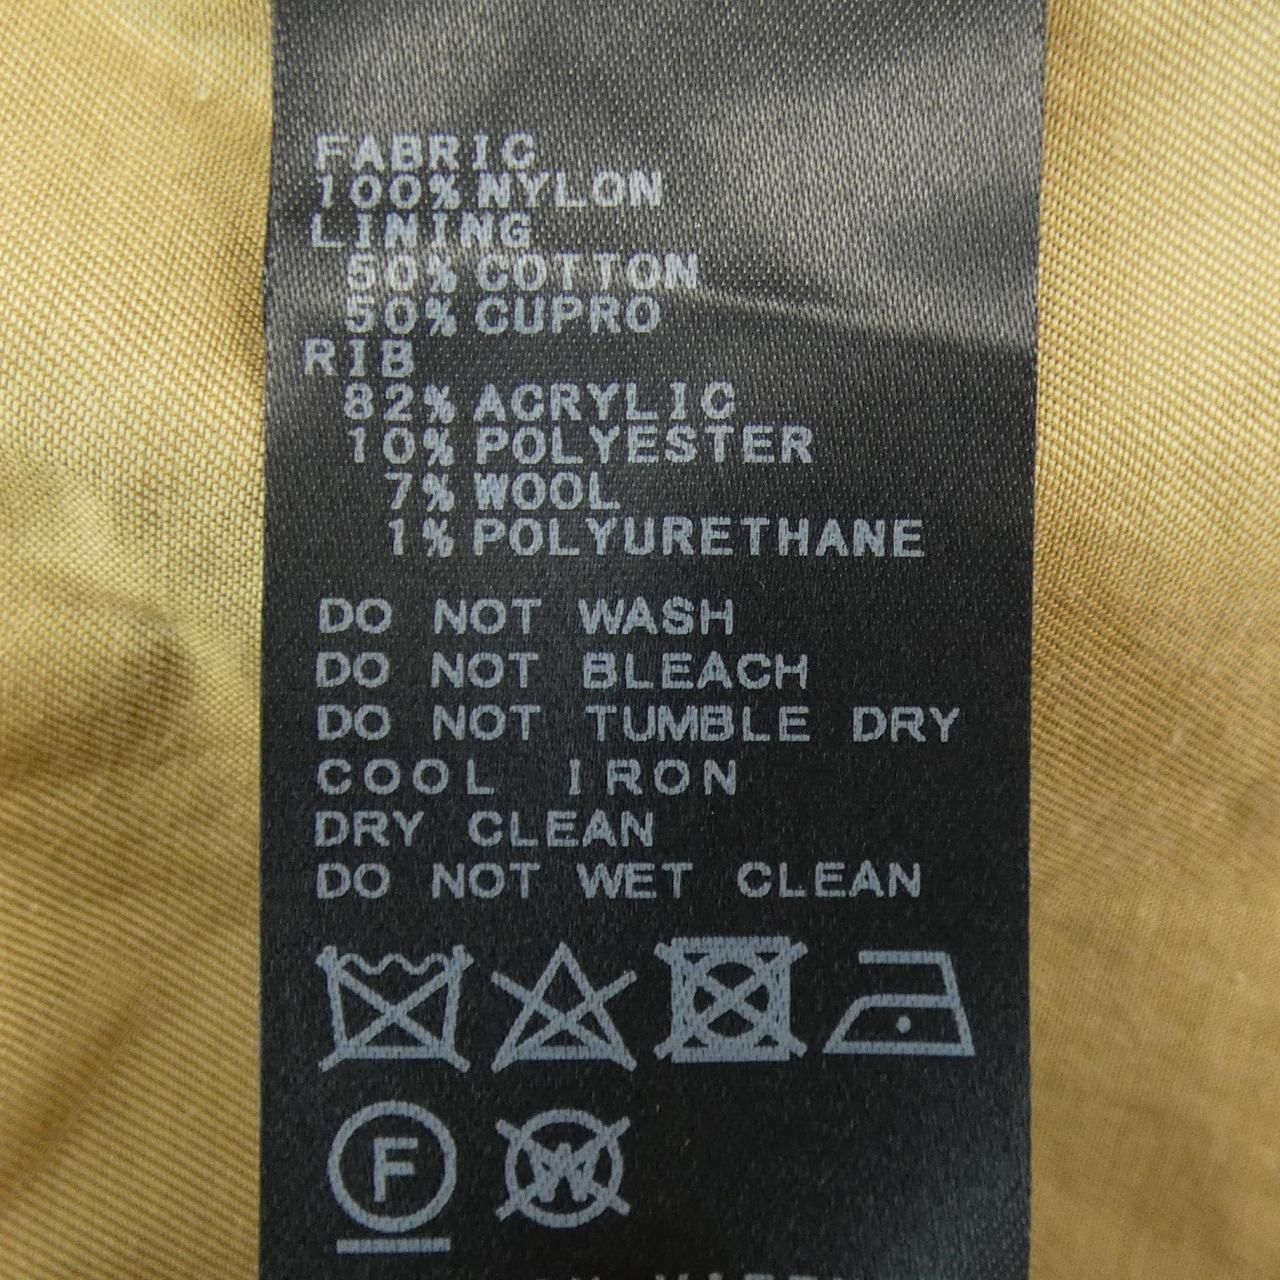 FABRIC
100% NYLON
LINING
50% COTTON
50% CUPRO
RIB
82% ACRYLIC
10% POLYESTER
7% WOOL
1% POLYURETHANE
DO NOT WASH
DO NOT BLEACH
DO NOT TUMBLE DRY
COOL IRON
DRY CLEAN
DO NOT WET CLEAN
F W